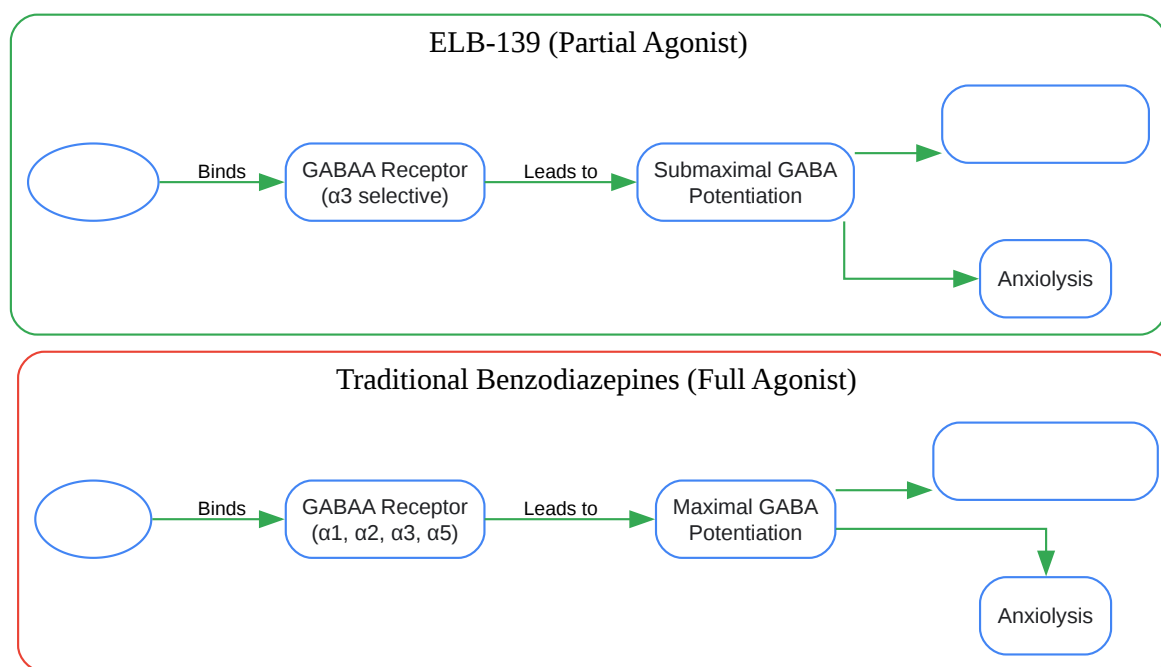 ELB-139 (Partial Agonist)
Binds
GABAA Receptor
(α3 selective)
Leads to
Submaximal GABA
Potentiation
Anxiolysis
Traditional Benzodiazepines (Full Agonist)
Binds
GABAA Receptor
(α1, α2, α3, α5)
Leads to
Maximal GABA
Potentiation
Anxiolysis